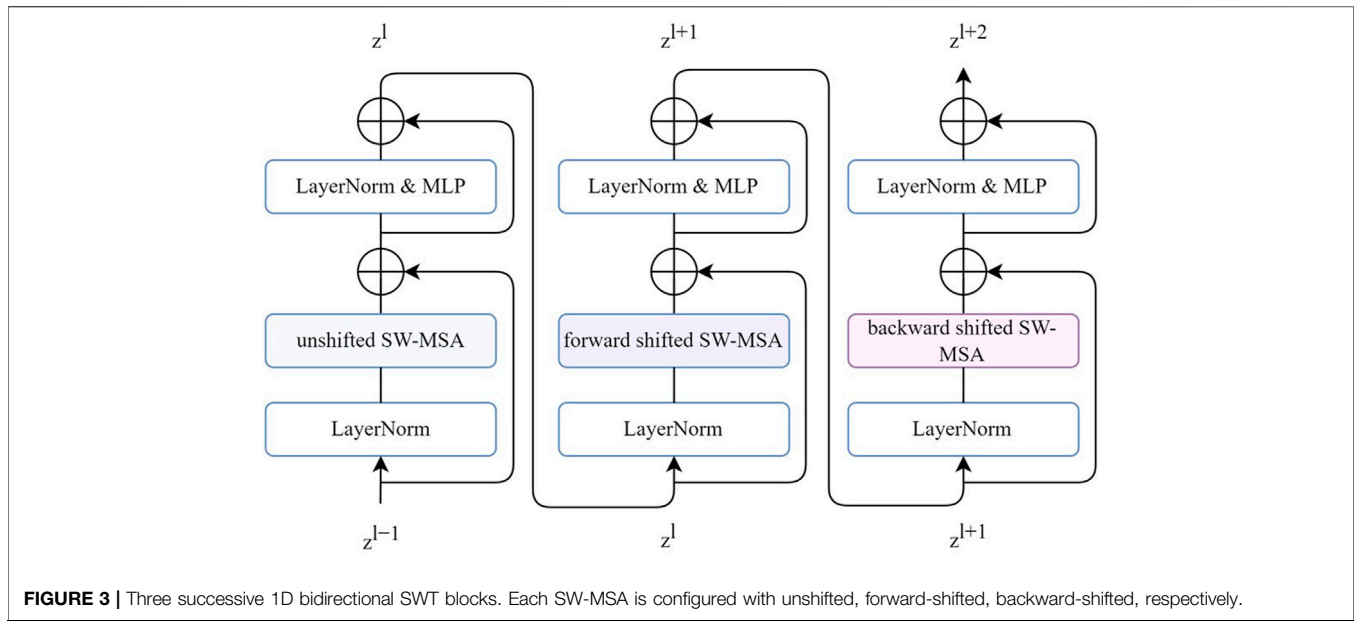 z^l z^{l+1} z^{l+2}
LayerNorm & MLP LayerNorm & MLP LayerNorm & MLP
unshifted SW-MSA forward shifted SW-MSA backward shifted SW-
MSA
LayerNorm LayerNorm LayerNorm
z^{l−1} z^l z^{l+1}
FIGURE 3 | Three successive 1D bidirectional SWT blocks. Each SW-MSA is configured with unshifted, forward-shifted, backward-shifted, respectively.